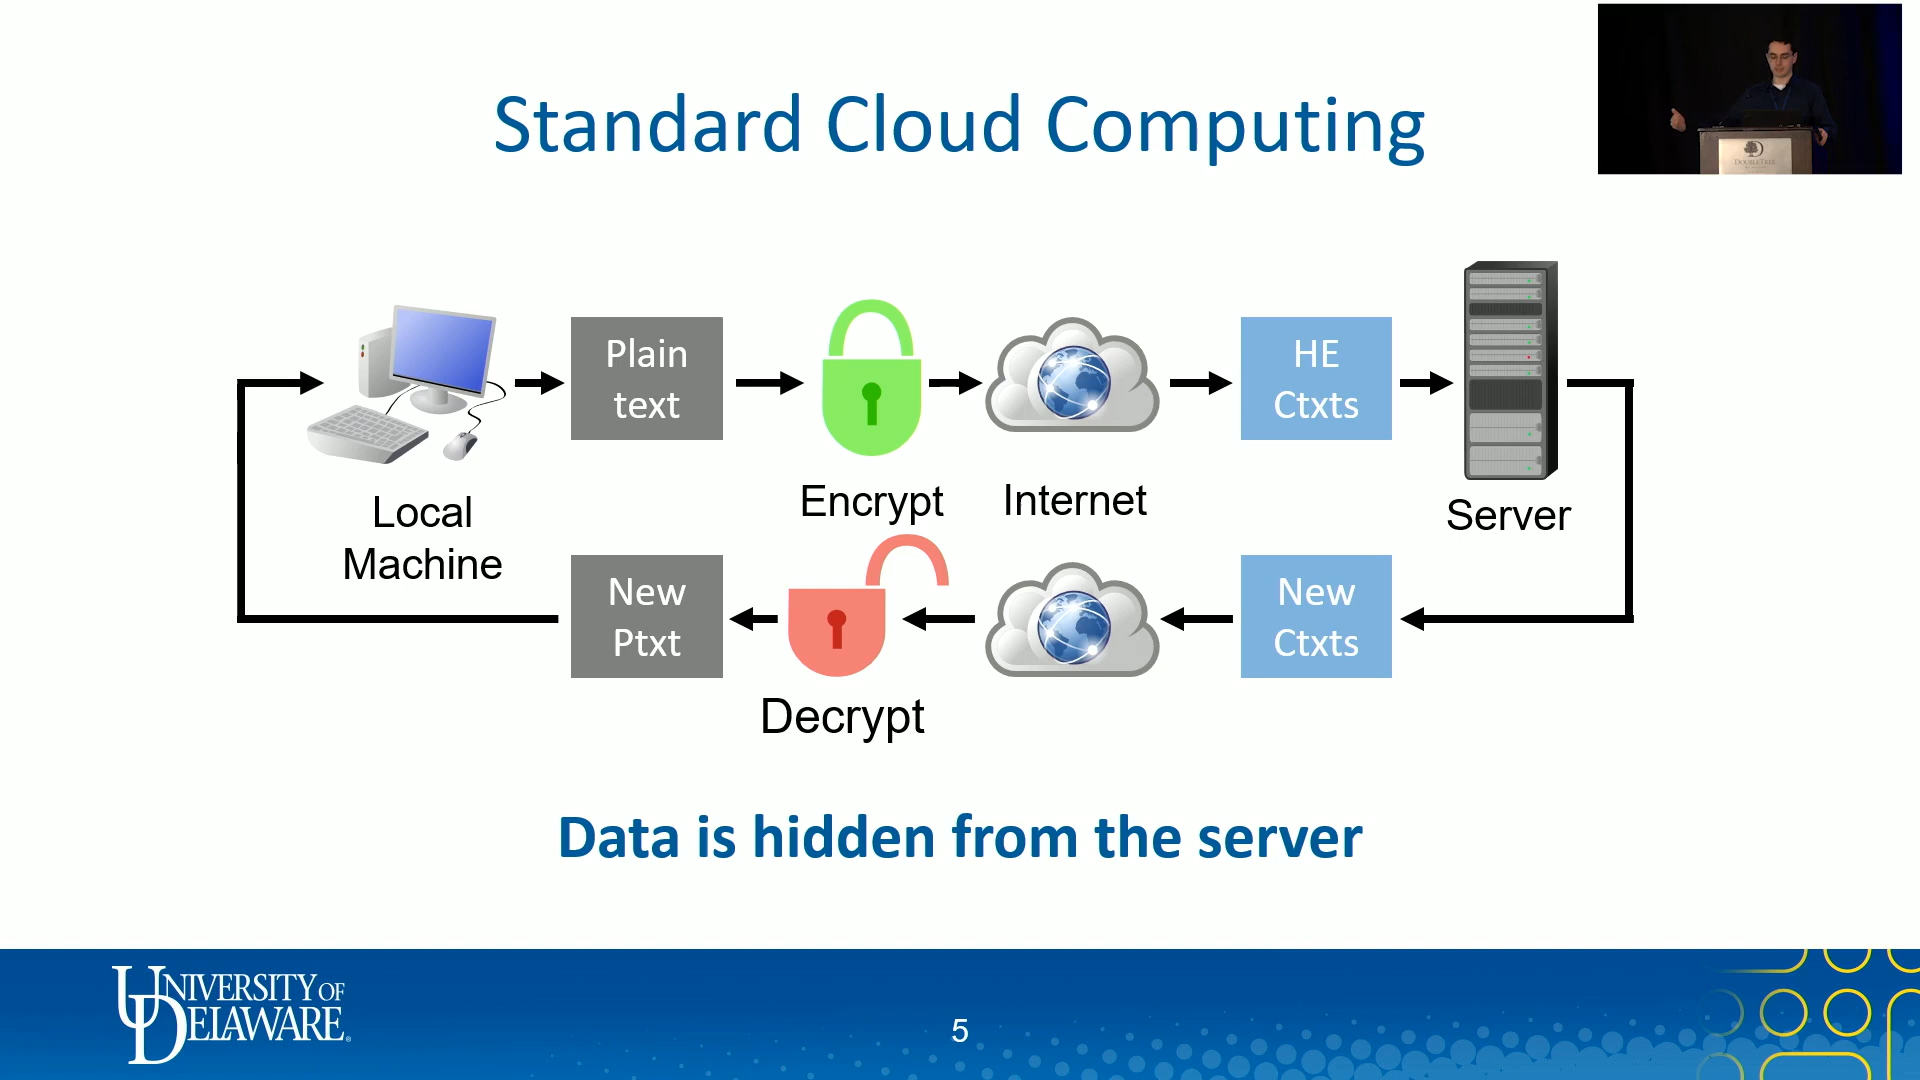 Standard Cloud Computing
DOUBLETREE
Plain
text
HE
Ctxts
Encrypt
Internet
Server
Local
Machine
New
Ptxt
New
Ctxts
Decrypt
Data is hidden from the server
UNIVERSITY OF
DELAWARE
5